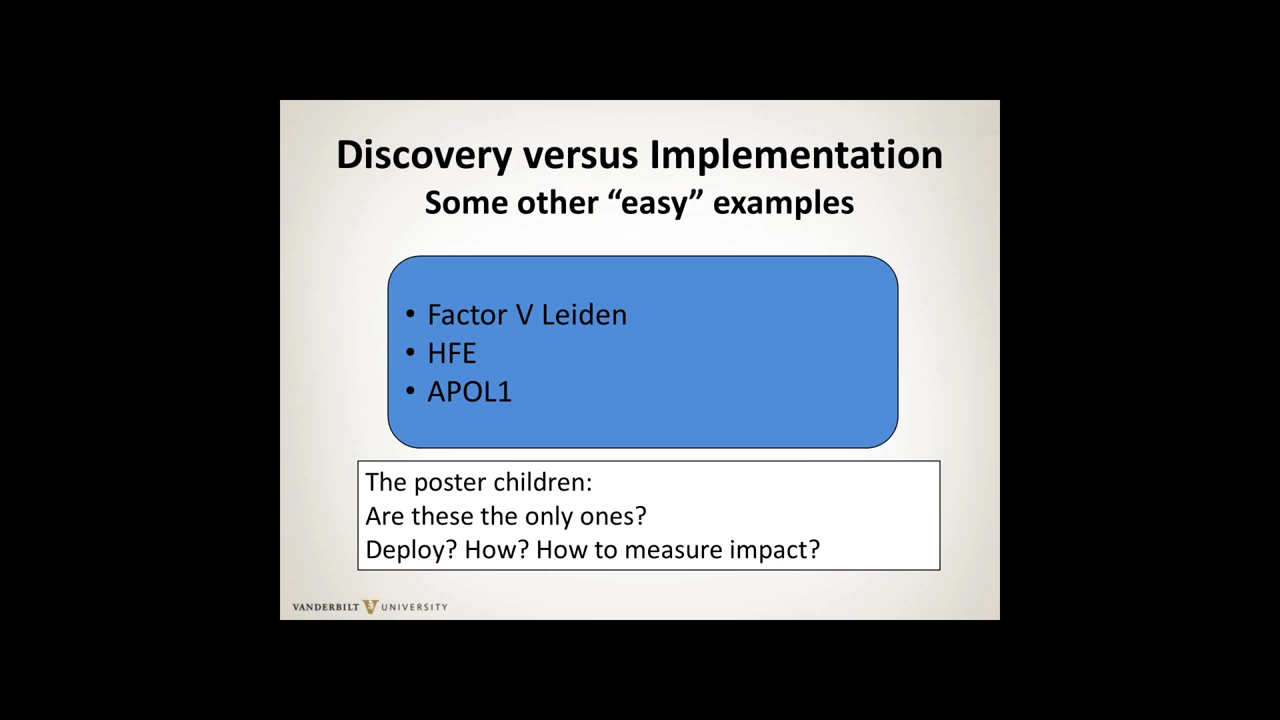 Discovery versus Implementation
Some other “easy” examples
• Factor V Leiden
• HFE
• APOL1
The poster children:
Are these the only ones?
Deploy? How? How to measure impact?
VANDERBILT V UNIVERSITY